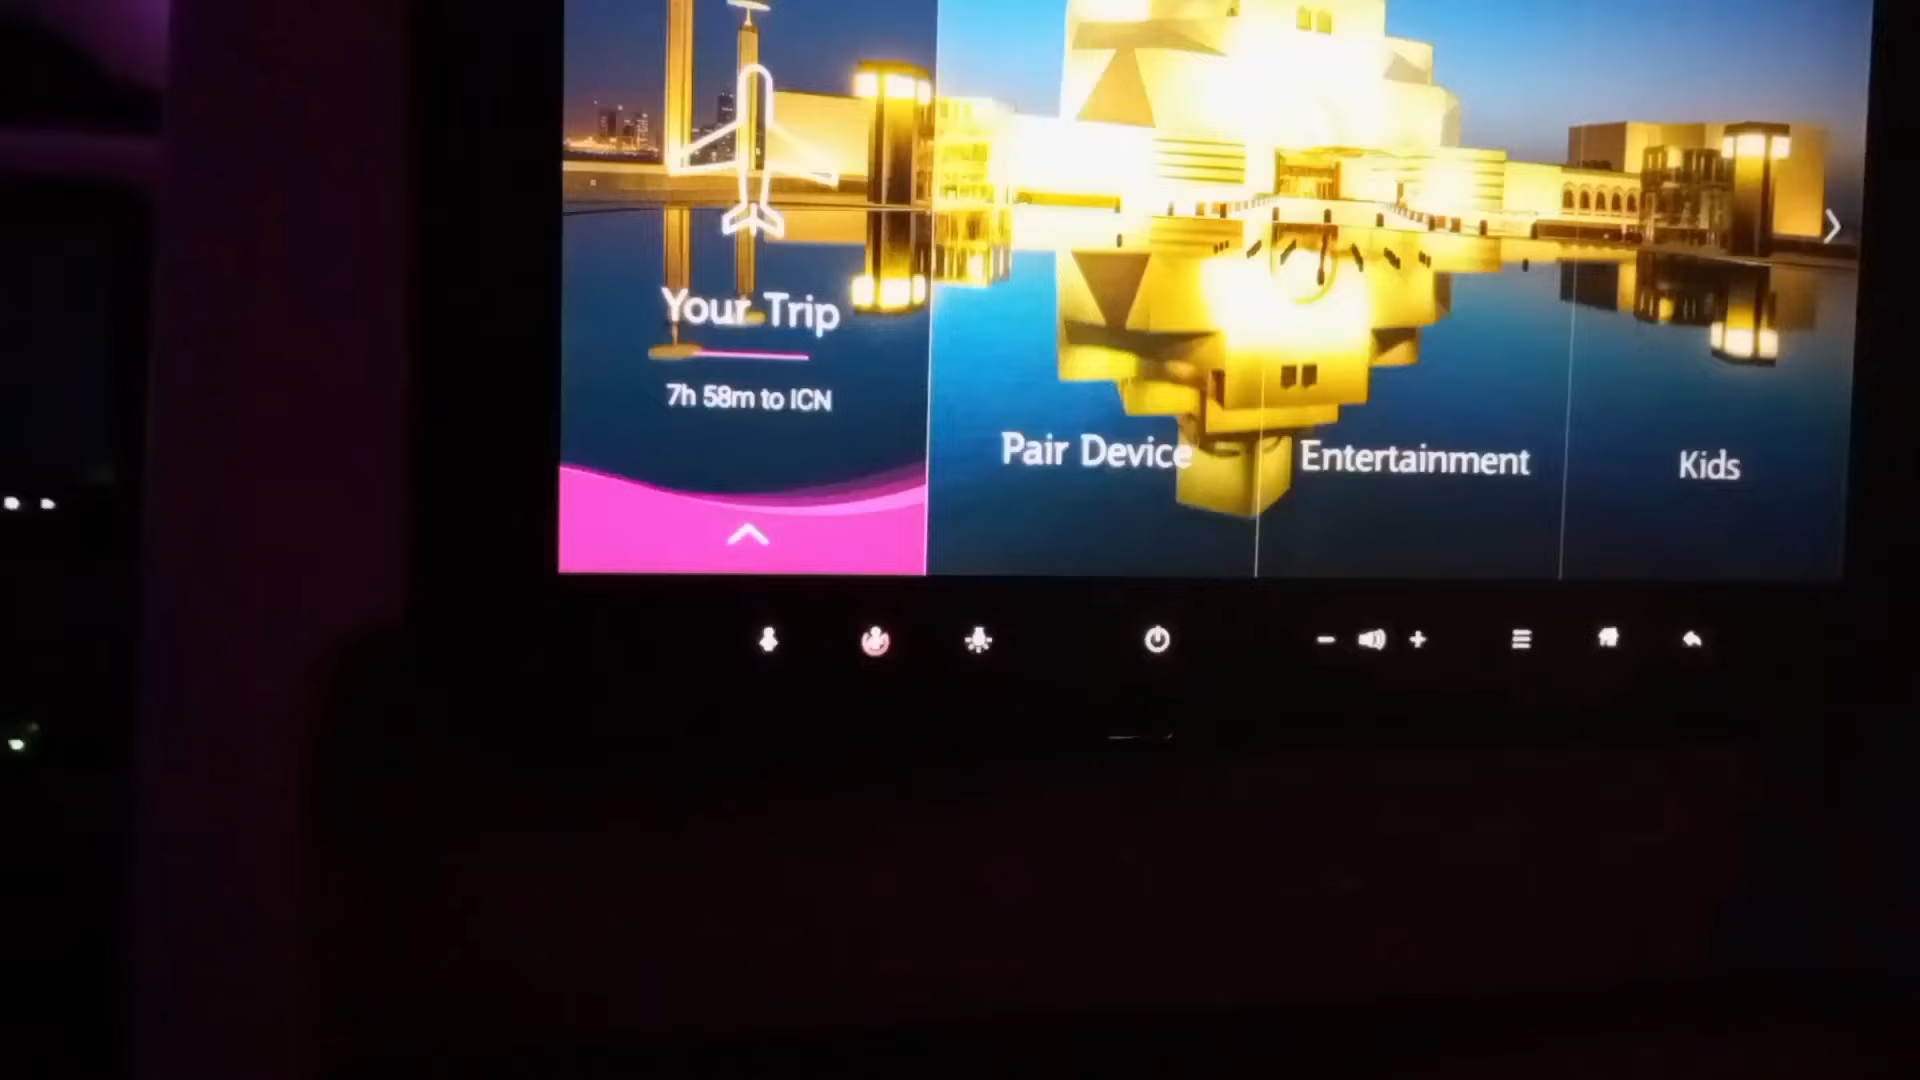 Your Trip
7h 58m to ICN
Pair Device
Entertainment
Kids